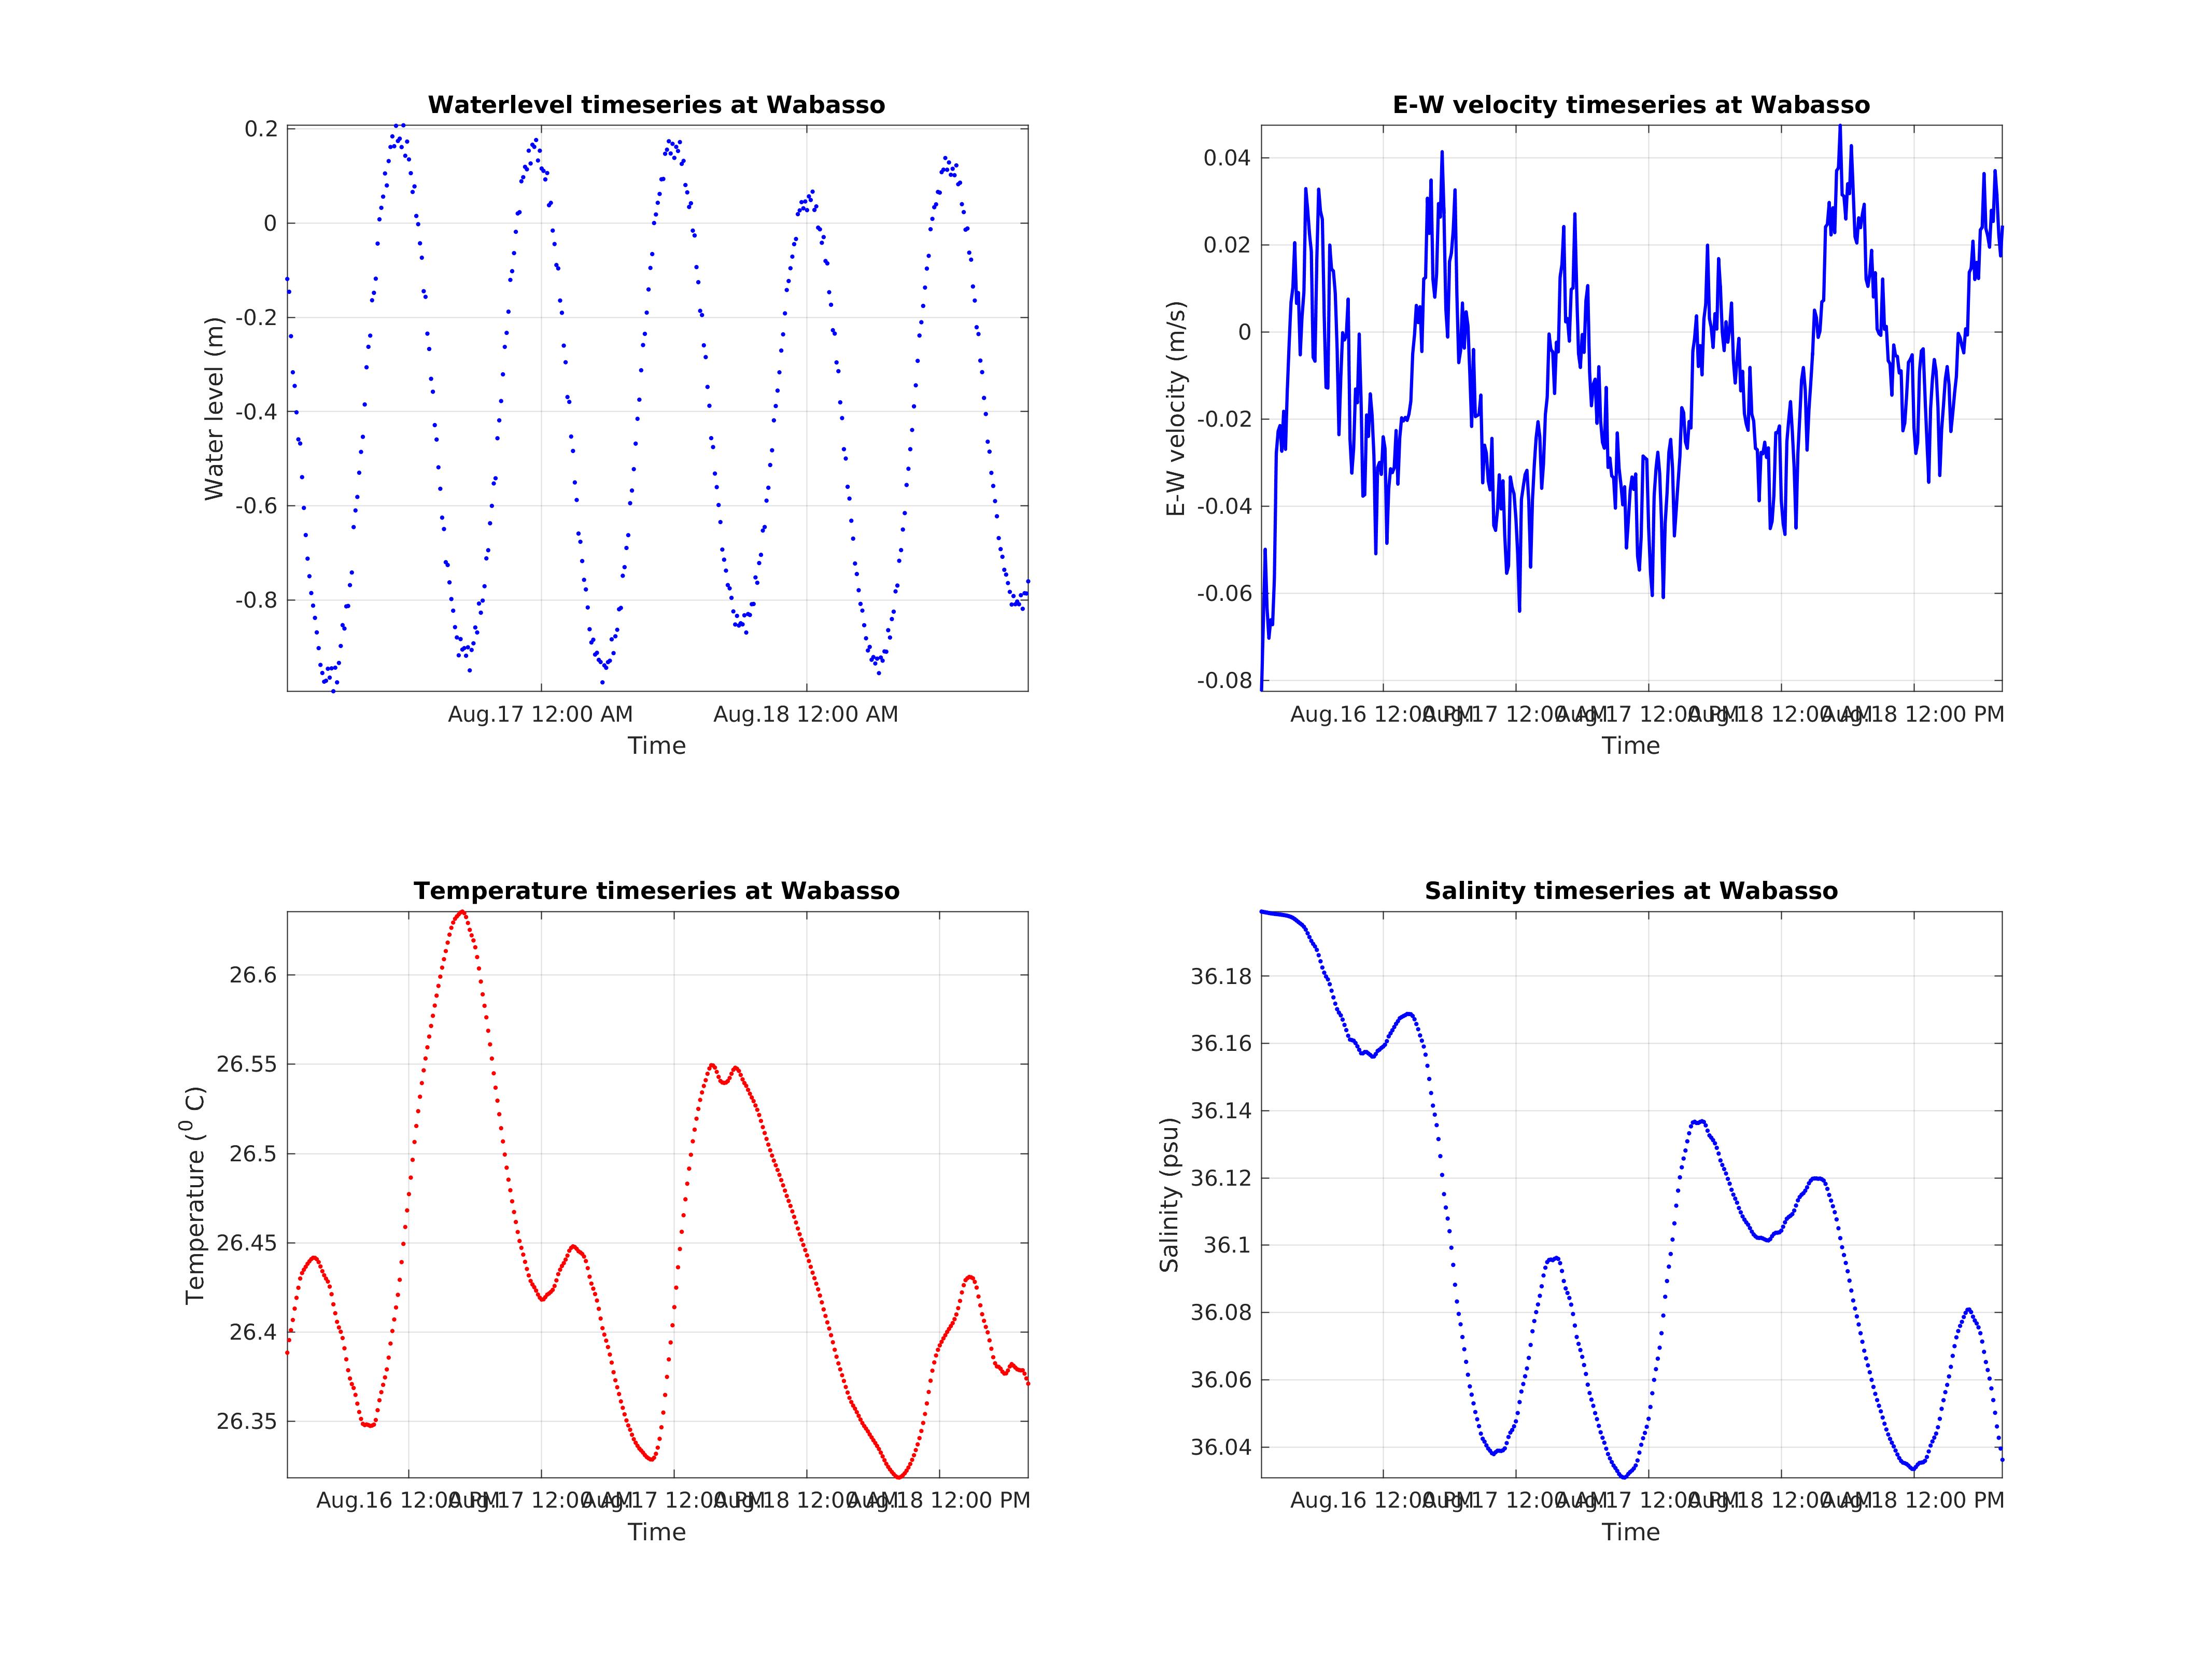 Waterlevel timeseries at Wabasso
0.2
0
-0.2
-0.4
-0.6
-0.8
Water level (m)
Aug.17 12:00 AM
Aug.18 12:00 AM
Time
E-W velocity timeseries at Wabasso
0.04
0.02
0
-0.02
-0.04
-0.06
-0.08
E-W velocity (m/s)
Aug.16 12:00 PM
Aug.17 12:00 AM
Aug.17 12:00 PM
Aug.18 12:00 AM
Aug.18 12:00 PM
Time
Temperature timeseries at Wabasso
26.6
26.55
26.5
26.45
26.4
26.35
Temperature (⁰ C)
Aug.16 12:00 PM
Aug.17 12:00 AM
Aug.17 12:00 PM
Aug.18 12:00 AM
Aug.18 12:00 PM
Time
Salinity timeseries at Wabasso
36.18
36.16
36.14
36.12
36.1
36.08
36.06
36.04
Salinity (psu)
Aug.16 12:00 PM
Aug.17 12:00 AM
Aug.17 12:00 PM
Aug.18 12:00 AM
Aug.18 12:00 PM
Time